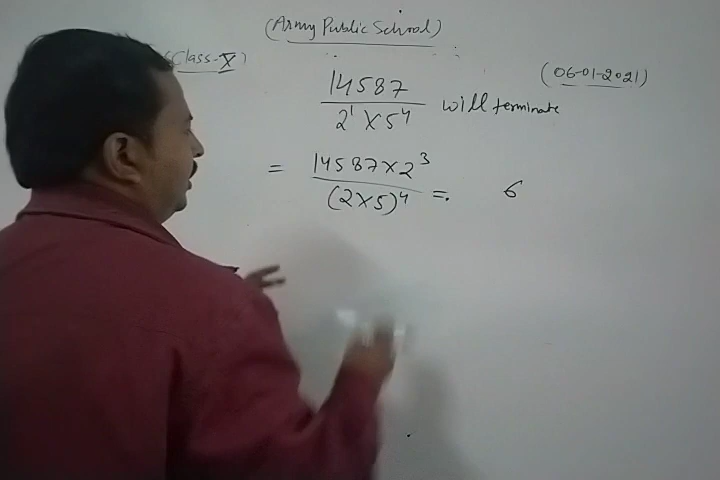 (Army Public School)
(Class-X)
(06-01-2021)
14587
2¹ X 5⁴
will terminate
= 14587 X 2³
(2 X 5)⁴
=.
6